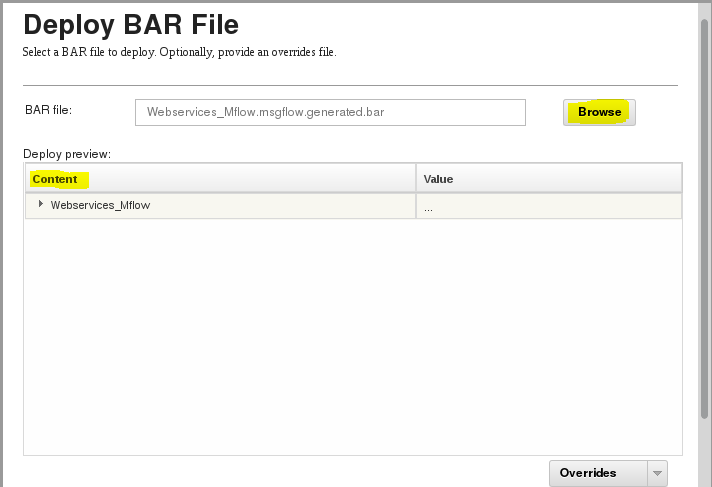 Deploy BAR File
Select a BAR file to deploy. Optionally, provide an overrides file.
BAR file: Webservices_Mflow.msgflow.generated.bar Browse
Deploy preview:
Content Value
Webservices_Mflow ...
Overrides